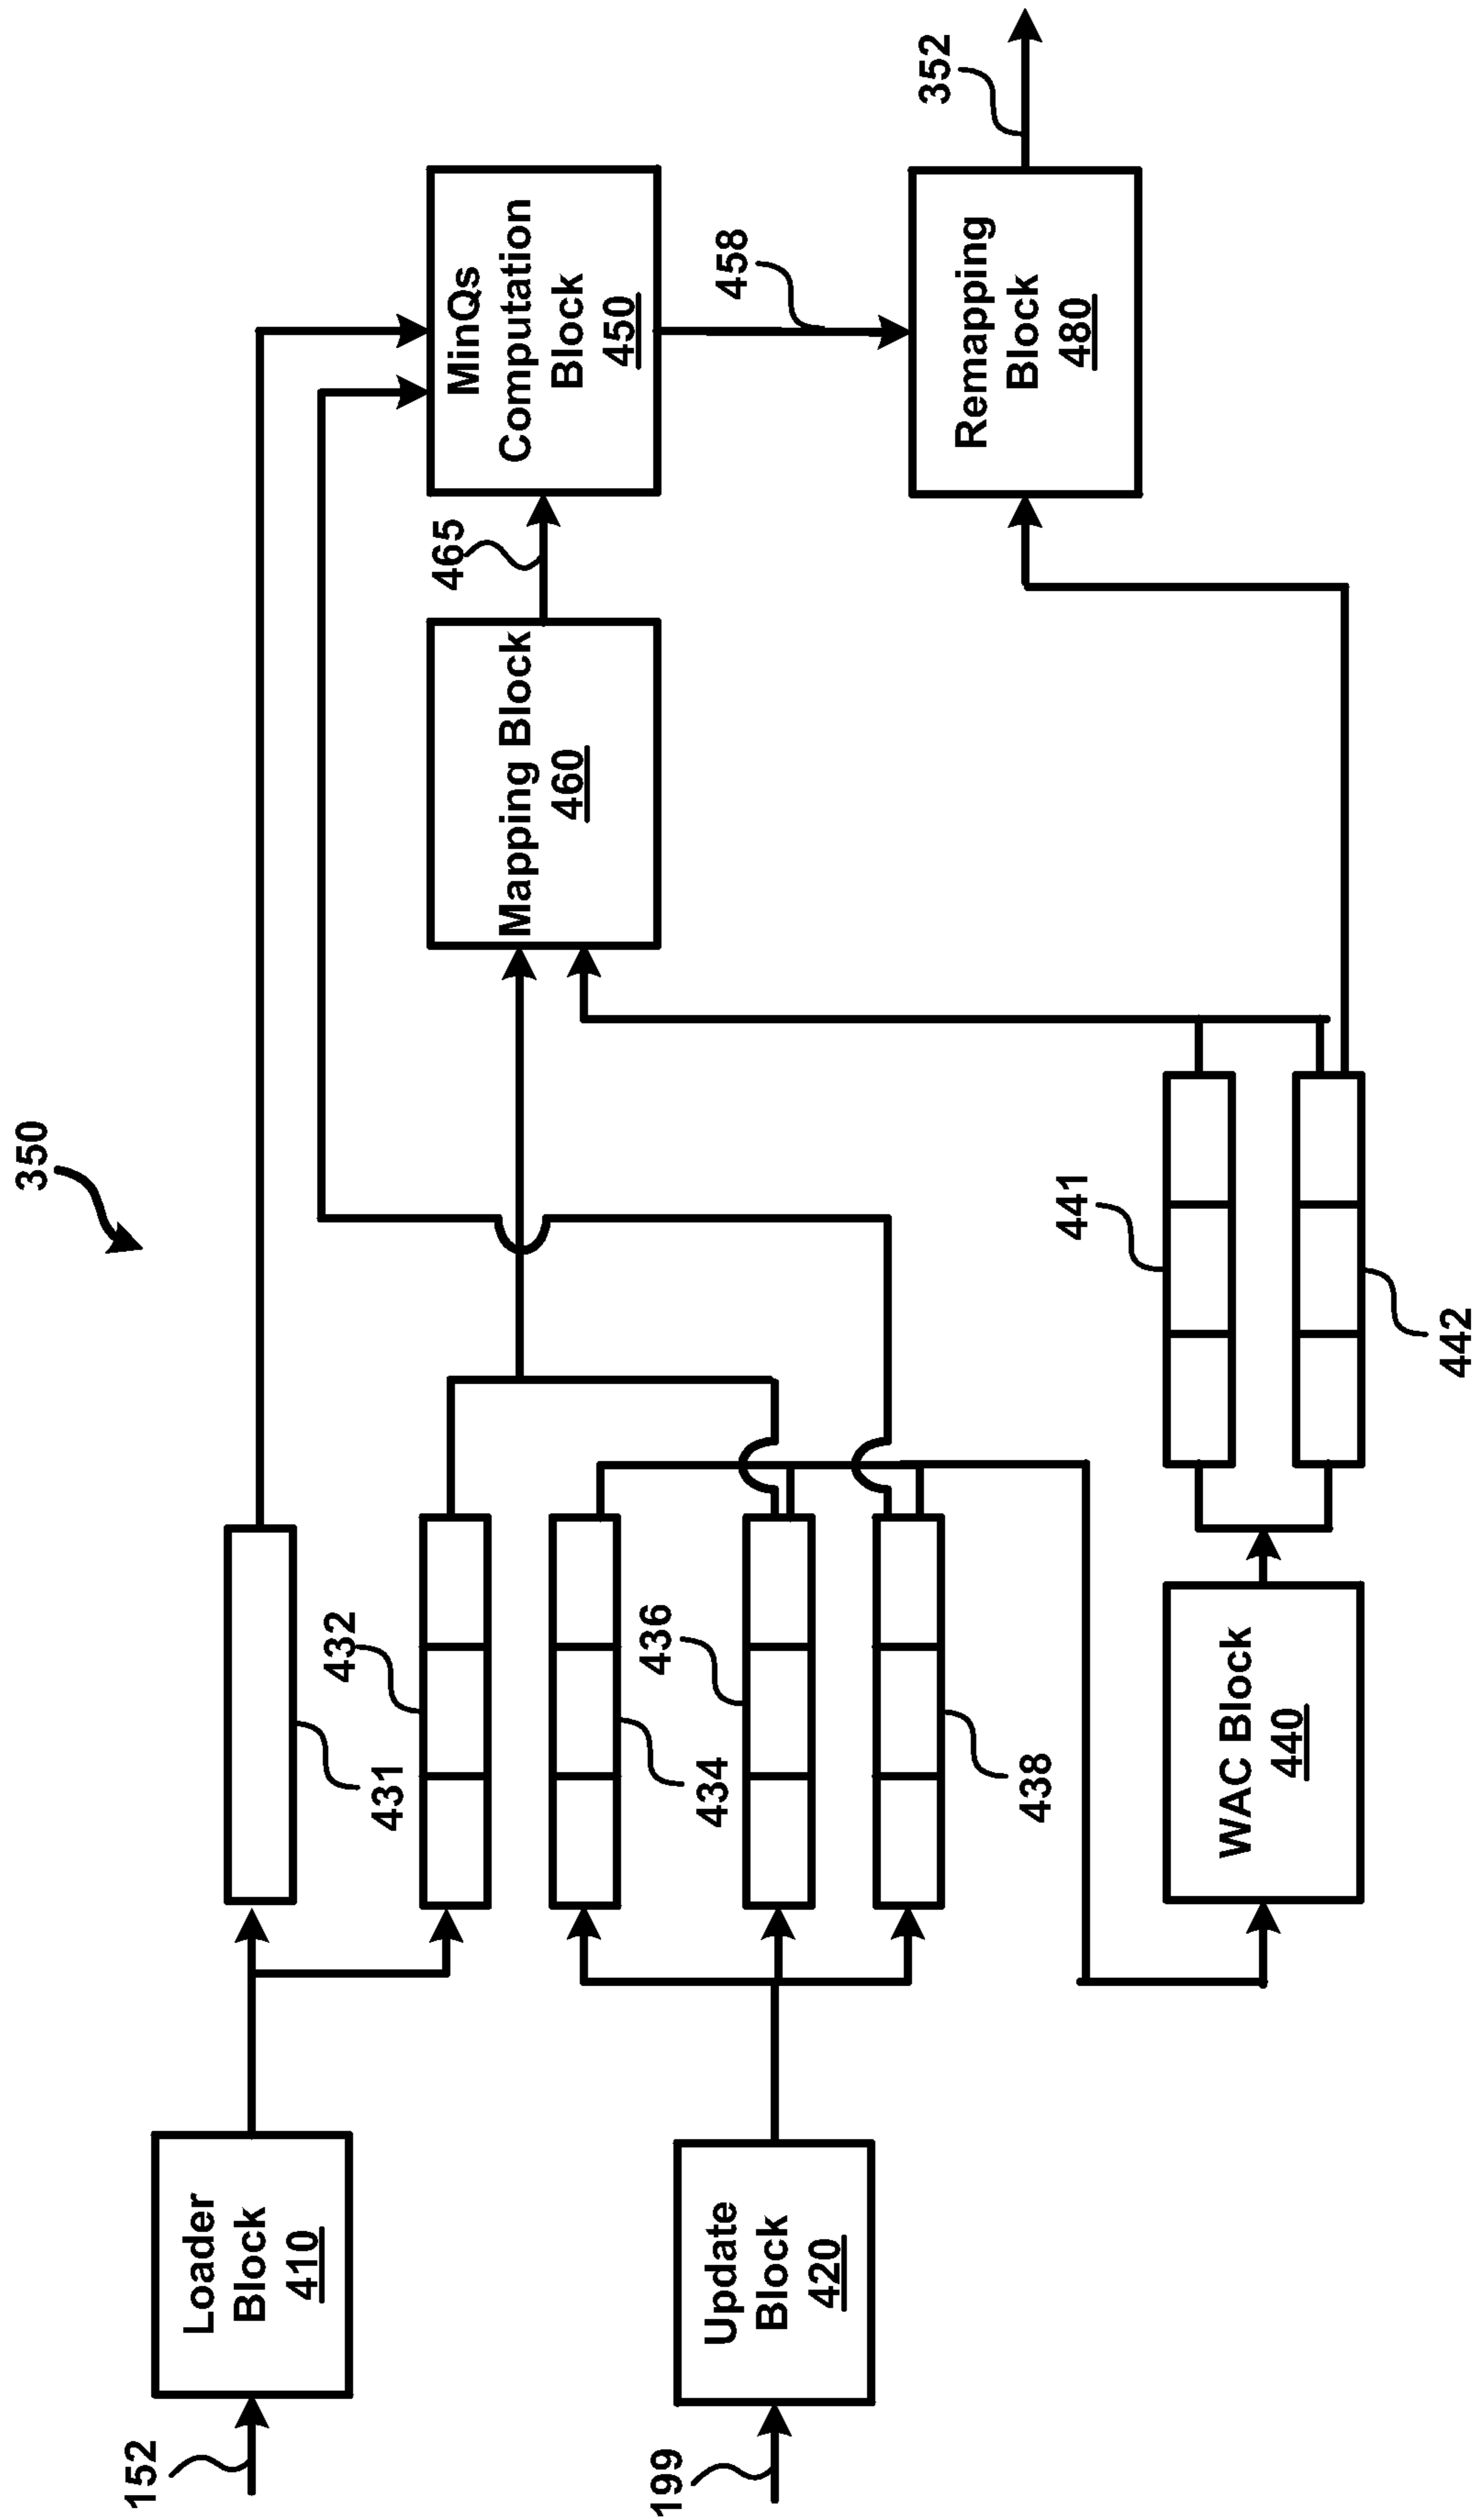 350
152
Loader
Block
410
199
Update
Block
420
431
432
434
436
438
WAC Block
440
441
442
Mapping Block
460
465
MinQs
Computation
Block
450
458
Remapping
Block
480
352